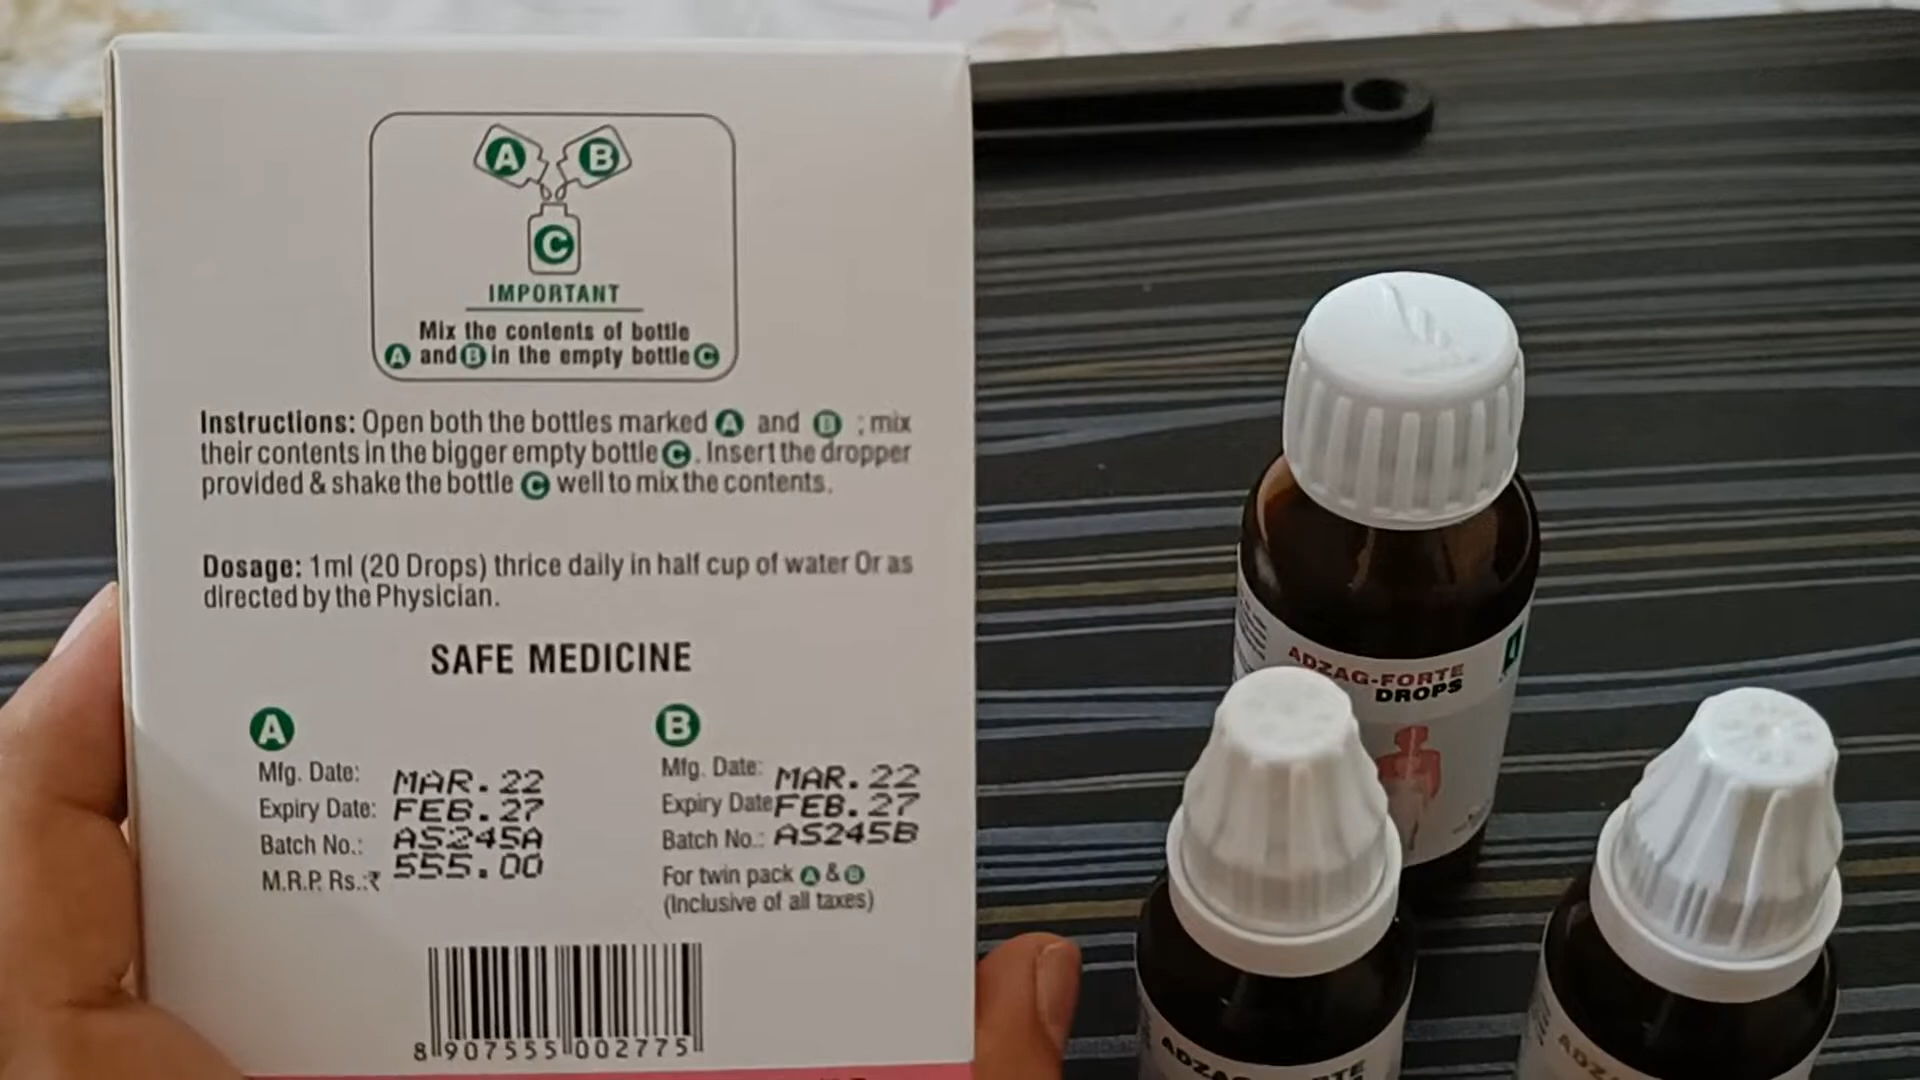 A B
C
IMPORTANT
Mix the contents of bottle
A and B in the empty bottle C
Instructions: Open both the bottles marked A and B ; mix
their contents in the bigger empty bottle C. Insert the dropper
provided & shake the bottle C well to mix the contents.
Dosage: 1ml (20 Drops) thrice daily in half cup of water Or as
directed by the Physician.
SAFE MEDICINE
A
Mfg. Date: MAR.22
Expiry Date: FEB.27
Batch No.: AS245A
M.R.P. Rs.:₹ 555.00
B
Mfg. Date: MAR.22
Expiry Date FEB.27
Batch No.: AS245B
For twin pack A & B
(Inclusive of all taxes)
8 907555 002775
ADZAG-FORTE
DROPS